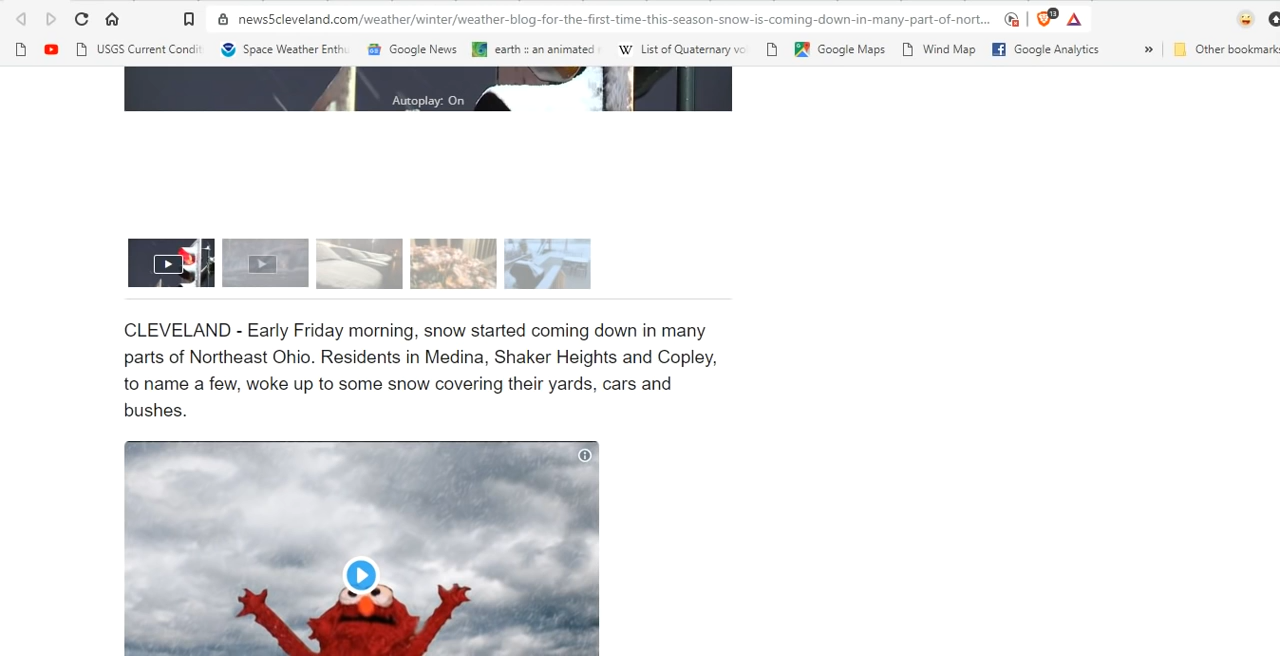 news5cleveland.com/weather/winter/weather-blog-for-the-first-time-this-season-snow-is-coming-down-in-many-part-of-nort...
13
USGS Current Condit
Space Weather Enthu
Google News
earth :: an animated
W
List of Quaternary vo
Google Maps
Wind Map
Google Analytics
»
Other bookmarks
Autoplay: On
CLEVELAND - Early Friday morning, snow started coming down in many
parts of Northeast Ohio. Residents in Medina, Shaker Heights and Copley,
to name a few, woke up to some snow covering their yards, cars and
bushes.